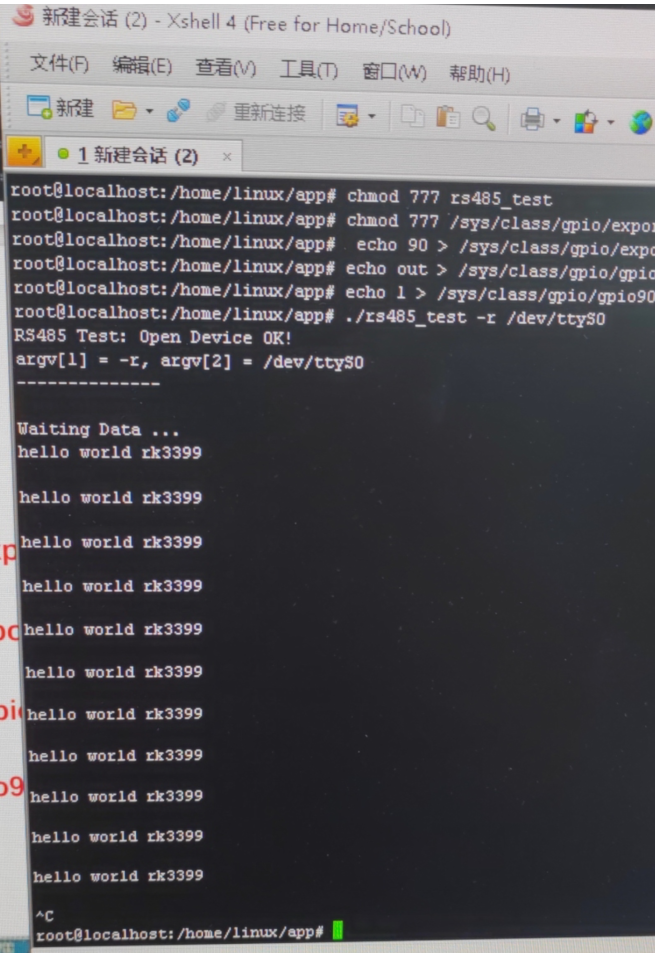 新建会话 (2) - Xshell 4 (Free for Home/School)
文件(F) 编辑(E) 查看(V) 工具(T) 窗口(W) 帮助(H)
新建 重新连接
1 新建会话 (2) ×
root@localhost:/home/linux/app# chmod 777 rs485_test
root@localhost:/home/linux/app# chmod 777 /sys/class/gpio/expor
root@localhost:/home/linux/app#  echo 90 > /sys/class/gpio/expo
root@localhost:/home/linux/app# echo out > /sys/class/gpio/gpio
root@localhost:/home/linux/app# echo 1 > /sys/class/gpio/gpio90
root@localhost:/home/linux/app# ./rs485_test -r /dev/ttyS0
RS485 Test: Open Device OK!
argv[1] = -r, argv[2] = /dev/ttyS0
--------------
Waiting Data ...
hello world rk3399
hello world rk3399
xp
hello world rk3399
hello world rk3399
po
hello world rk3399
hello world rk3399
pio
hello world rk3399
hello world rk3399
o9
hello world rk3399
hello world rk3399
hello world rk3399
^C
root@localhost:/home/linux/app#